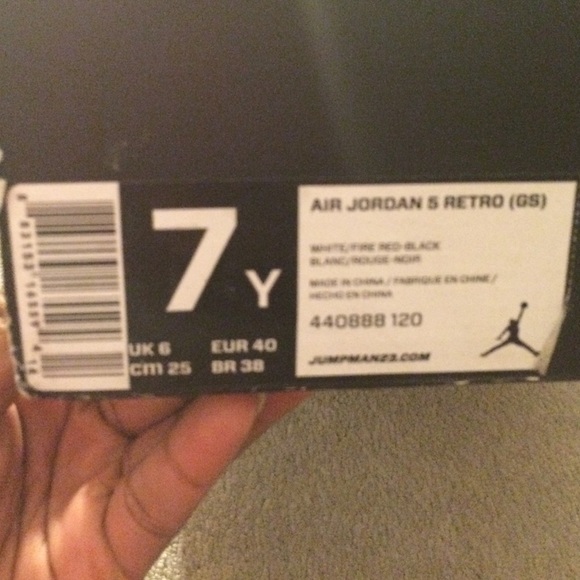 7 Y
UK 6 EUR 40
cm 25 BR 38
AIR JORDAN 5 RETRO (GS)
WHITE/FIRE RED-BLACK
BLANC/ROUGE-NOIR
MADE IN CHINA / FABRIQUE EN CHINE /
HECHO EN CHINA
440888 120
JUMPMAN23.COM